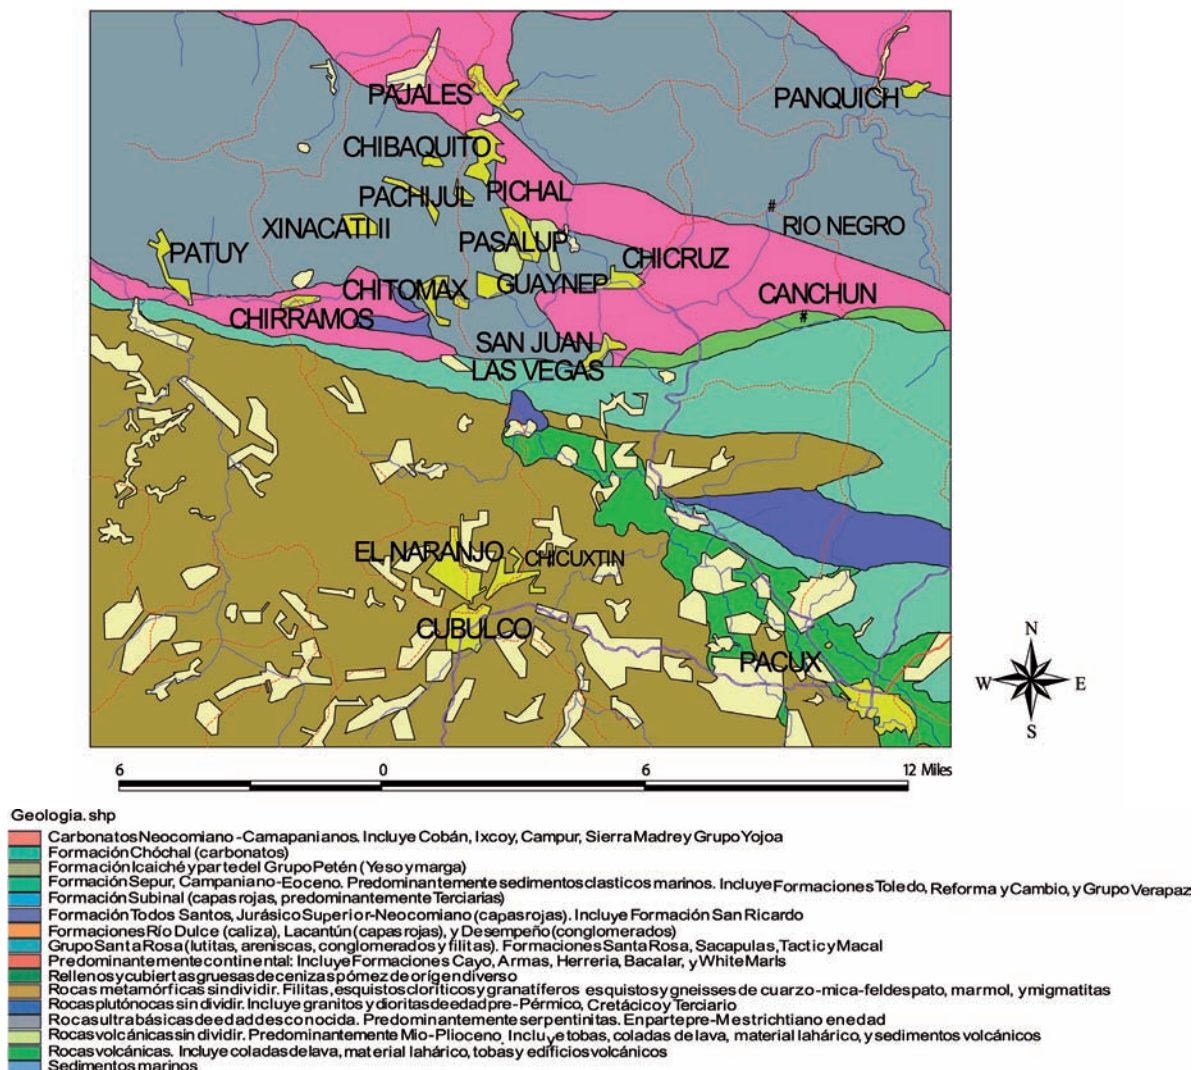 PAJALES
PANQUICH
CHIBAQUITO
PACHIJUL
PICHAL
XINACATI II
RIO NEGRO
PATUY
PASALUP
CHICRUZ
CHITOMAX
GUAYNEP
CANCHUN
CHIRRAMOS
SAN JUAN
LAS VEGAS
EL NARANJO
CHICUXTIN
CUBULCO
PACUX
N
W E
S
6 0 6 12 Miles
Geologia.shp
Carbonatos Neocomiano - Camapanianos. Incluye Cobán, Ixcoy, Campur, Sierra Madre y Grupo Yojoa
Formación Chóchal (carbonatos)
Formación Icaiché y parte del Grupo Petén (Yeso y marga)
Formación Sepur, Campaniano-Eoceno. Predominantemente sedimentos clasticos marinos. Incluye Formaciones Toledo, Reforma y Cambio, y Grupo Verapaz
Formación Subinal (capas rojas, predominantemente Terciarias)
Formación Todos Santos, Jurásico Superior-Neocomiano (capas rojas). Incluye Formación San Ricardo
Formaciones Río Dulce (caliza), Lacantún (capas rojas), y Desempeño (conglomerados)
Grupo Santa Rosa (lutitas, areniscas, conglomerados y filitas). Formaciones Santa Rosa, Sacapulas, Tactic y Macal
Predominantemente continental: Incluye Formaciones Cayo, Armas, Herreria, Bacalar, y White Marls
Rellenos y cubiertas gruesas de cenizas pómez de orígen diverso
Rocas metamórficas sin dividir. Filitas, esquistos cloríticos y granatíferos esquistos y gneisses de cuarzo-mica-feldespato, marmol, y migmatitas
Rocas plutónocas sin dividir. Incluye granitos y dioritas de edad pre-Pérmico, Cretácico y Terciario
Rocas ultrabásicas de edad desconocida. Predominantemente serpentinitas. En parte pre-Mestrichtiano en edad
Rocas volcánicas sin dividir. Predominantemente Mio-Plioceno. Incluye tobas, coladas de lava, material lahárico, y sedimentos volcánicos
Rocas volcánicas. Incluye coladas de lava, material lahárico, tobas y edificios volcánicos
Sedimentos marinos